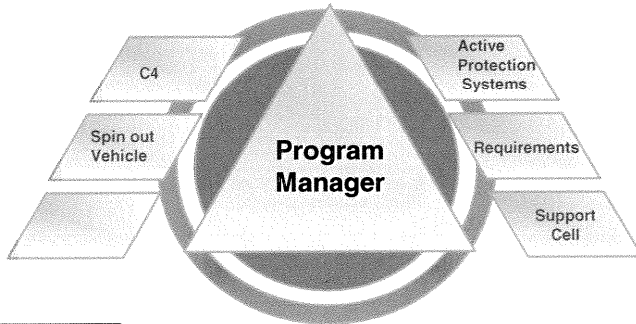 C4
Spin out
Vehicle
Program
Manager
Active
Protection
Systems
Requirements
Support
Cell